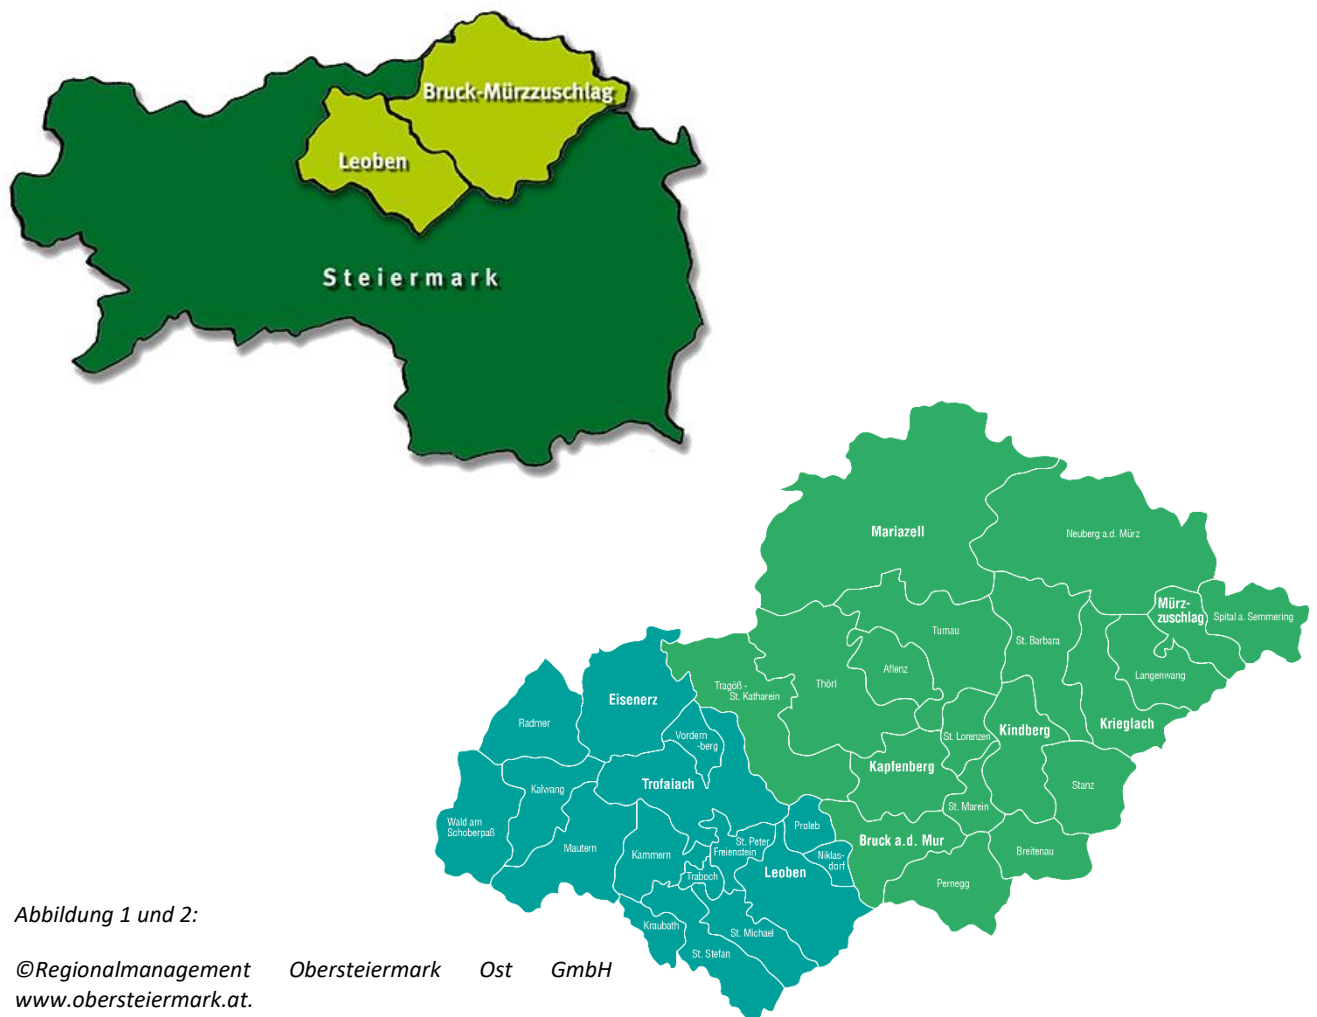 Bruck-Mürzzuschlag
Leoben
Steiermark
Mariazell
Neuberg a.d. Mürz
Mürz-
zuschlag
Spital a. Semmering
Turnau
St. Barbara
Aflenz
Langenwang
Tragöß -
St. Katharein
Thörl
Eisenerz
Radmer
Vordern
-berg
St. Lorenzen
Kindberg
Krieglach
Kapfenberg
Trofaiach
Stanz
Kalwang
St. Marein
Wald am
Schoberpaß
Proleb
Mautern
Kammern
St. Peter
Freienstein
Bruck a.d. Mur
Breitenau
Niklas-
dorf
Leoben
Traboch
Pernegg
Kraubath
St. Michael
St. Stefan
Abbildung 1 und 2:
©Regionalmanagement Obersteiermark Ost GmbH
www.obersteiermark.at.